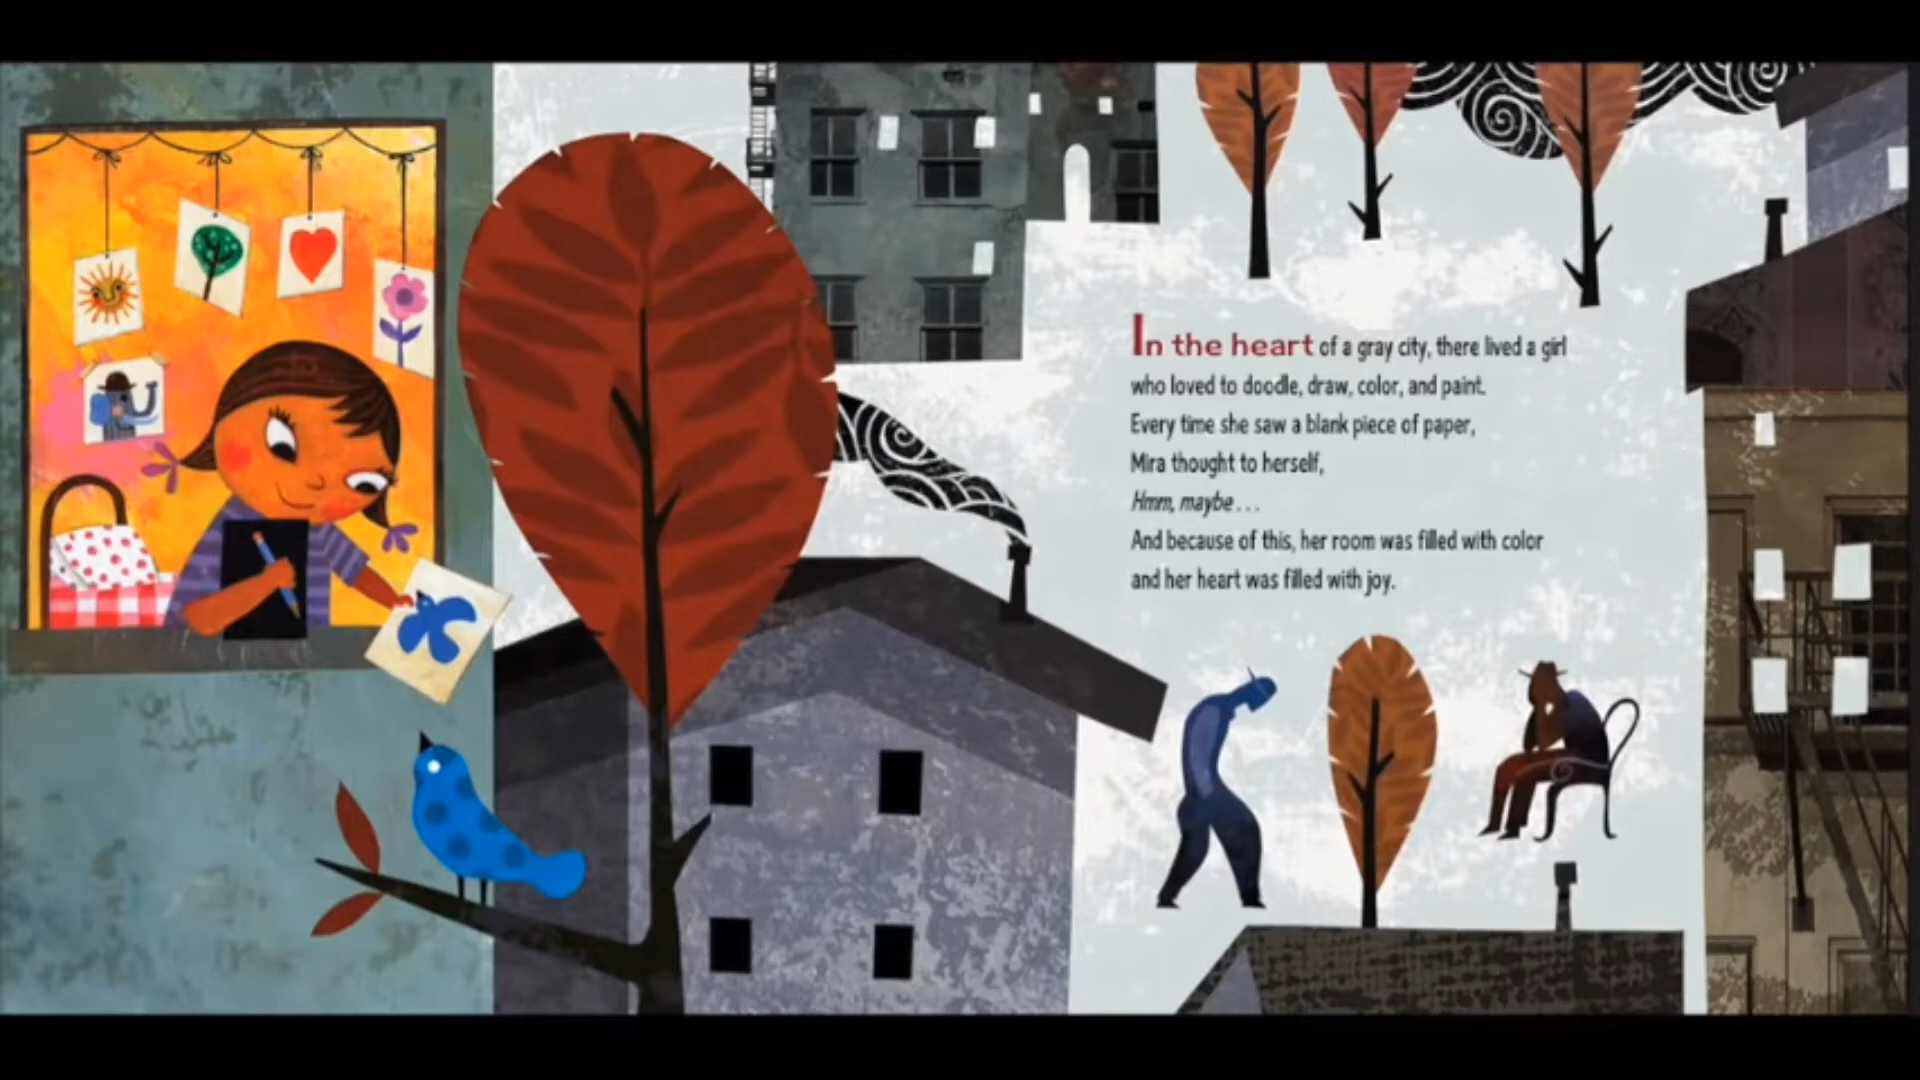 In the heart of a gray city, there lived a girl
who loved to doodle, draw, color, and paint.
Every time she saw a blank piece of paper,
Mira thought to herself,
Hmm, maybe . . .
And because of this, her room was filled with color
and her heart was filled with joy.